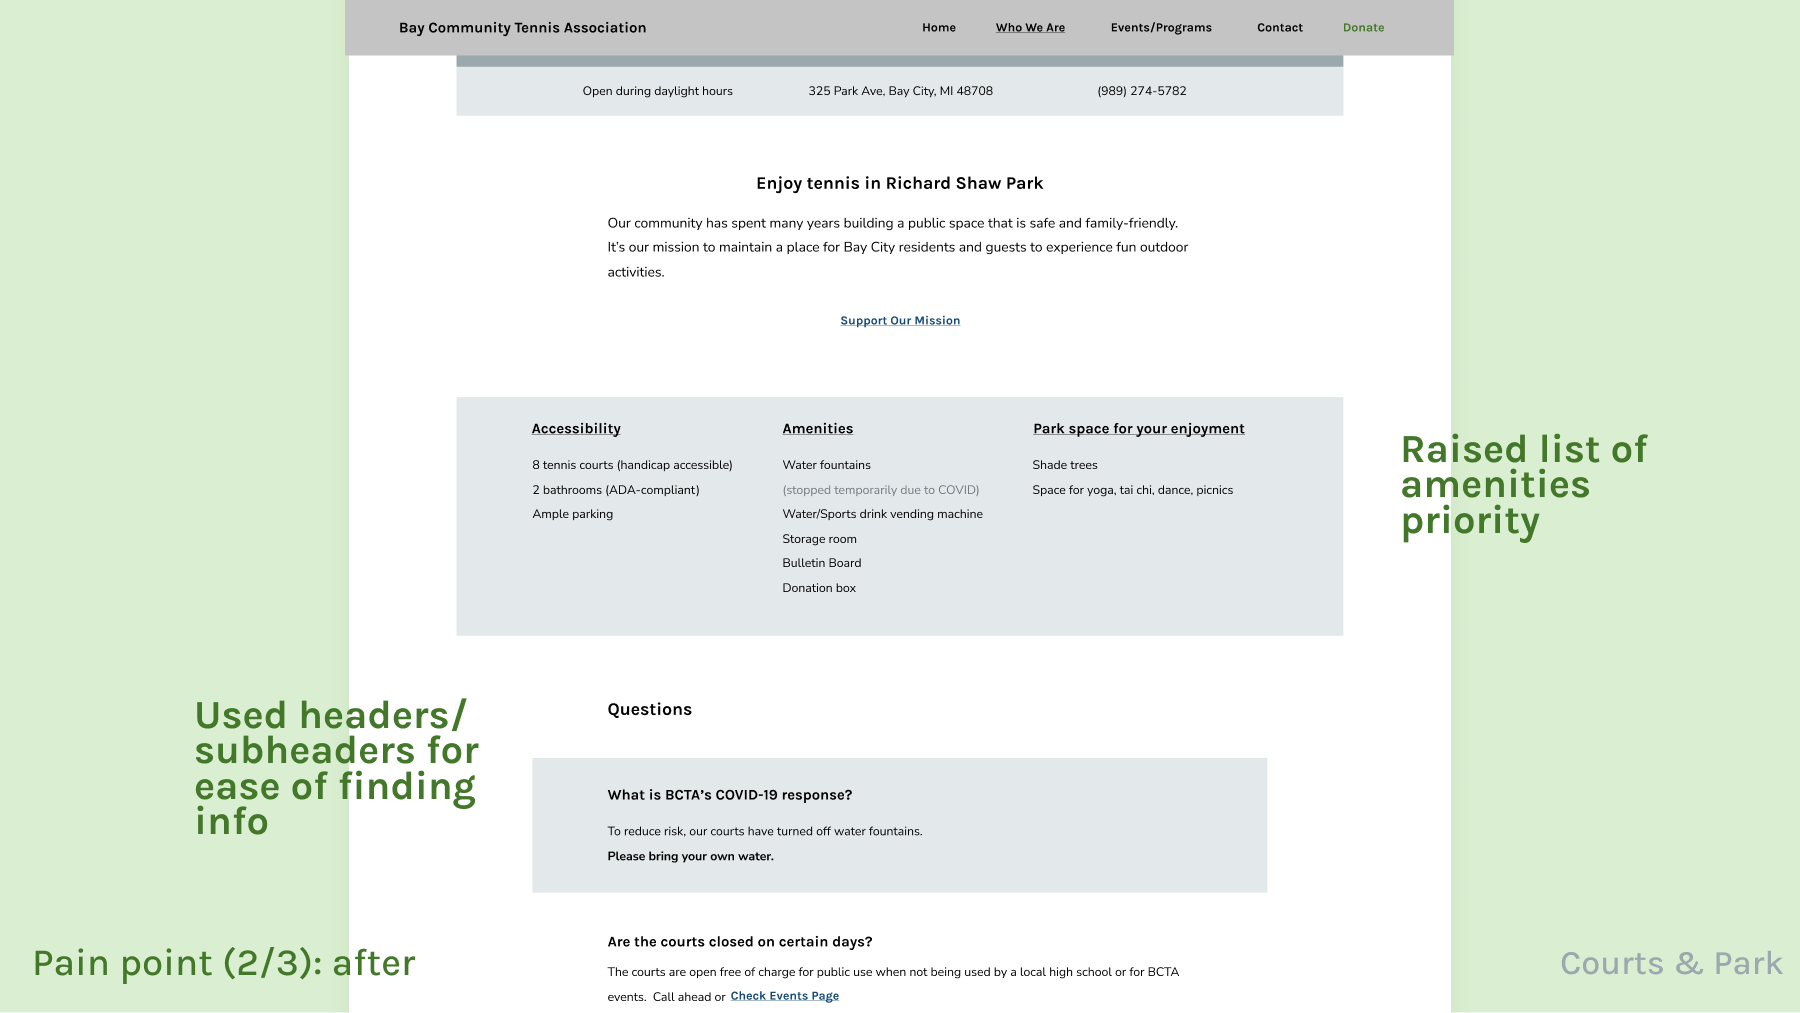 Bay Community Tennis Association
Home Who We Are Events/Programs Contact Donate
Open during daylight hours 325 Park Ave, Bay City, MI 48708 (989) 274-5782
Enjoy tennis in Richard Shaw Park
Our community has spent many years building a public space that is safe and family-friendly.
It’s our mission to maintain a place for Bay City residents and guests to experience fun outdoor
activities.
Support Our Mission
Accessibility
8 tennis courts (handicap accessible)
2 bathrooms (ADA-compliant)
Ample parking
Amenities
Water fountains
(stopped temporarily due to COVID)
Water/Sports drink vending machine
Storage room
Bulletin Board
Donation box
Park space for your enjoyment
Shade trees
Space for yoga, tai chi, dance, picnics
Raised list of
amenities
priority
Used headers/
subheaders for
ease of finding
info
Questions
What is BCTA’s COVID-19 response?
To reduce risk, our courts have turned off water fountains.
Please bring your own water.
Are the courts closed on certain days?
The courts are open free of charge for public use when not being used by a local high school or for BCTA
events. Call ahead or Check Events Page
Pain point (2/3): after
Courts & Park